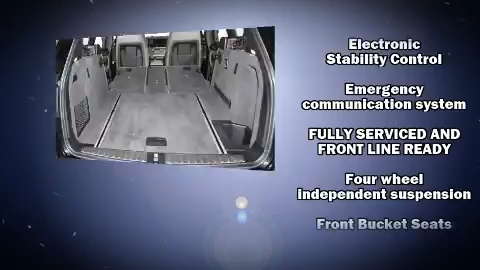 Electronic
Stability Control
Emergency
communication system
FULLY SERVICED AND
FRONT LINE READY
Four wheel
independent suspension
Front Bucket Seats